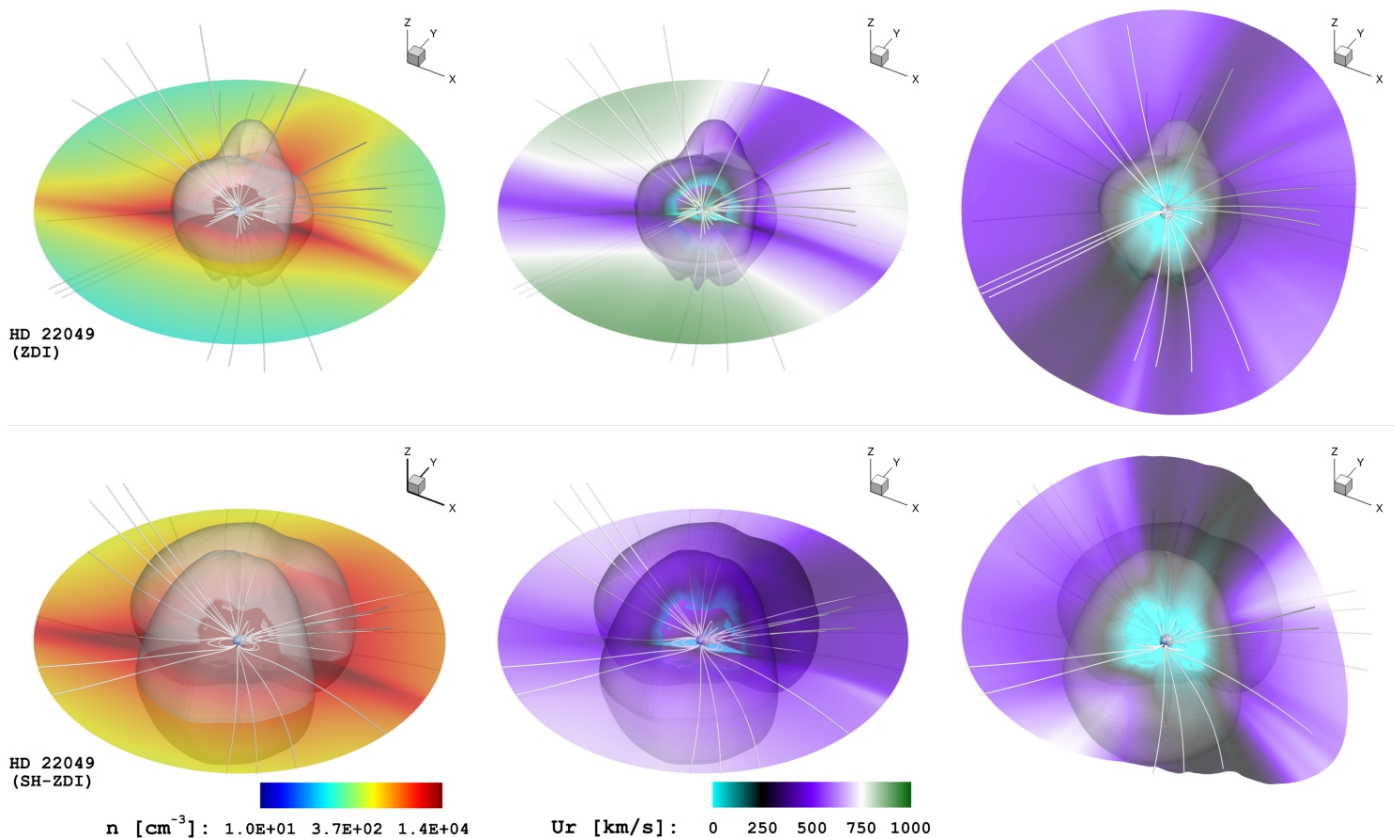 Z Y X
Z Y X
Z Y X
HD 22049
(ZDI)
Z Y X
Z Y X
Z Y X
HD 22049
(SH-ZDI)
n [cm⁻³]: 1.0E+01 3.7E+02 1.4E+04
Ur [km/s]: 0 250 500 750 1000